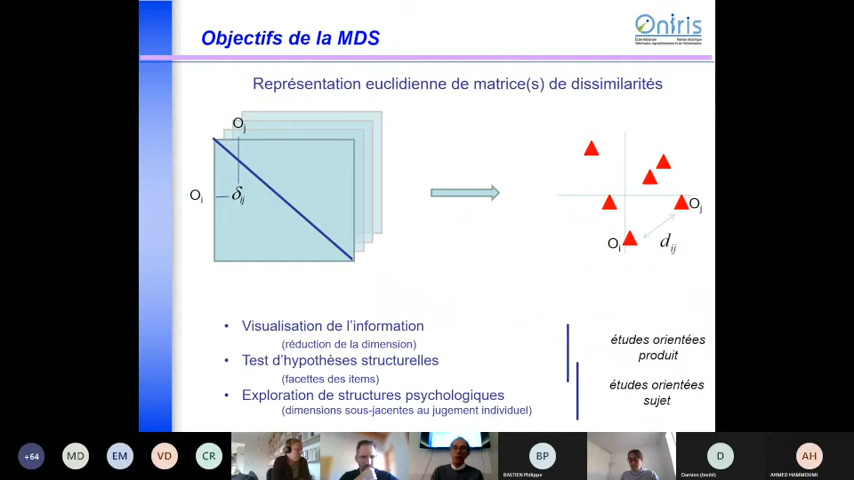 Objectifs de la MDS
Oniris
Représentation euclidienne de matrice(s) de dissimilarités
Oj
Oi
δij
Oj
Oi
dij
• Visualisation de l'information
(réduction de la dimension)
• Test d'hypothèses structurelles
(facettes des items)
• Exploration de structures psychologiques
(dimensions sous-jacentes au jugement individuel)
études orientées
produit
études orientées
sujet
+64
MD
EM
VD
CR
BP
BASTIEN Philippe
D
Damien (Invité)
AH
AHMED HAMMOUMI